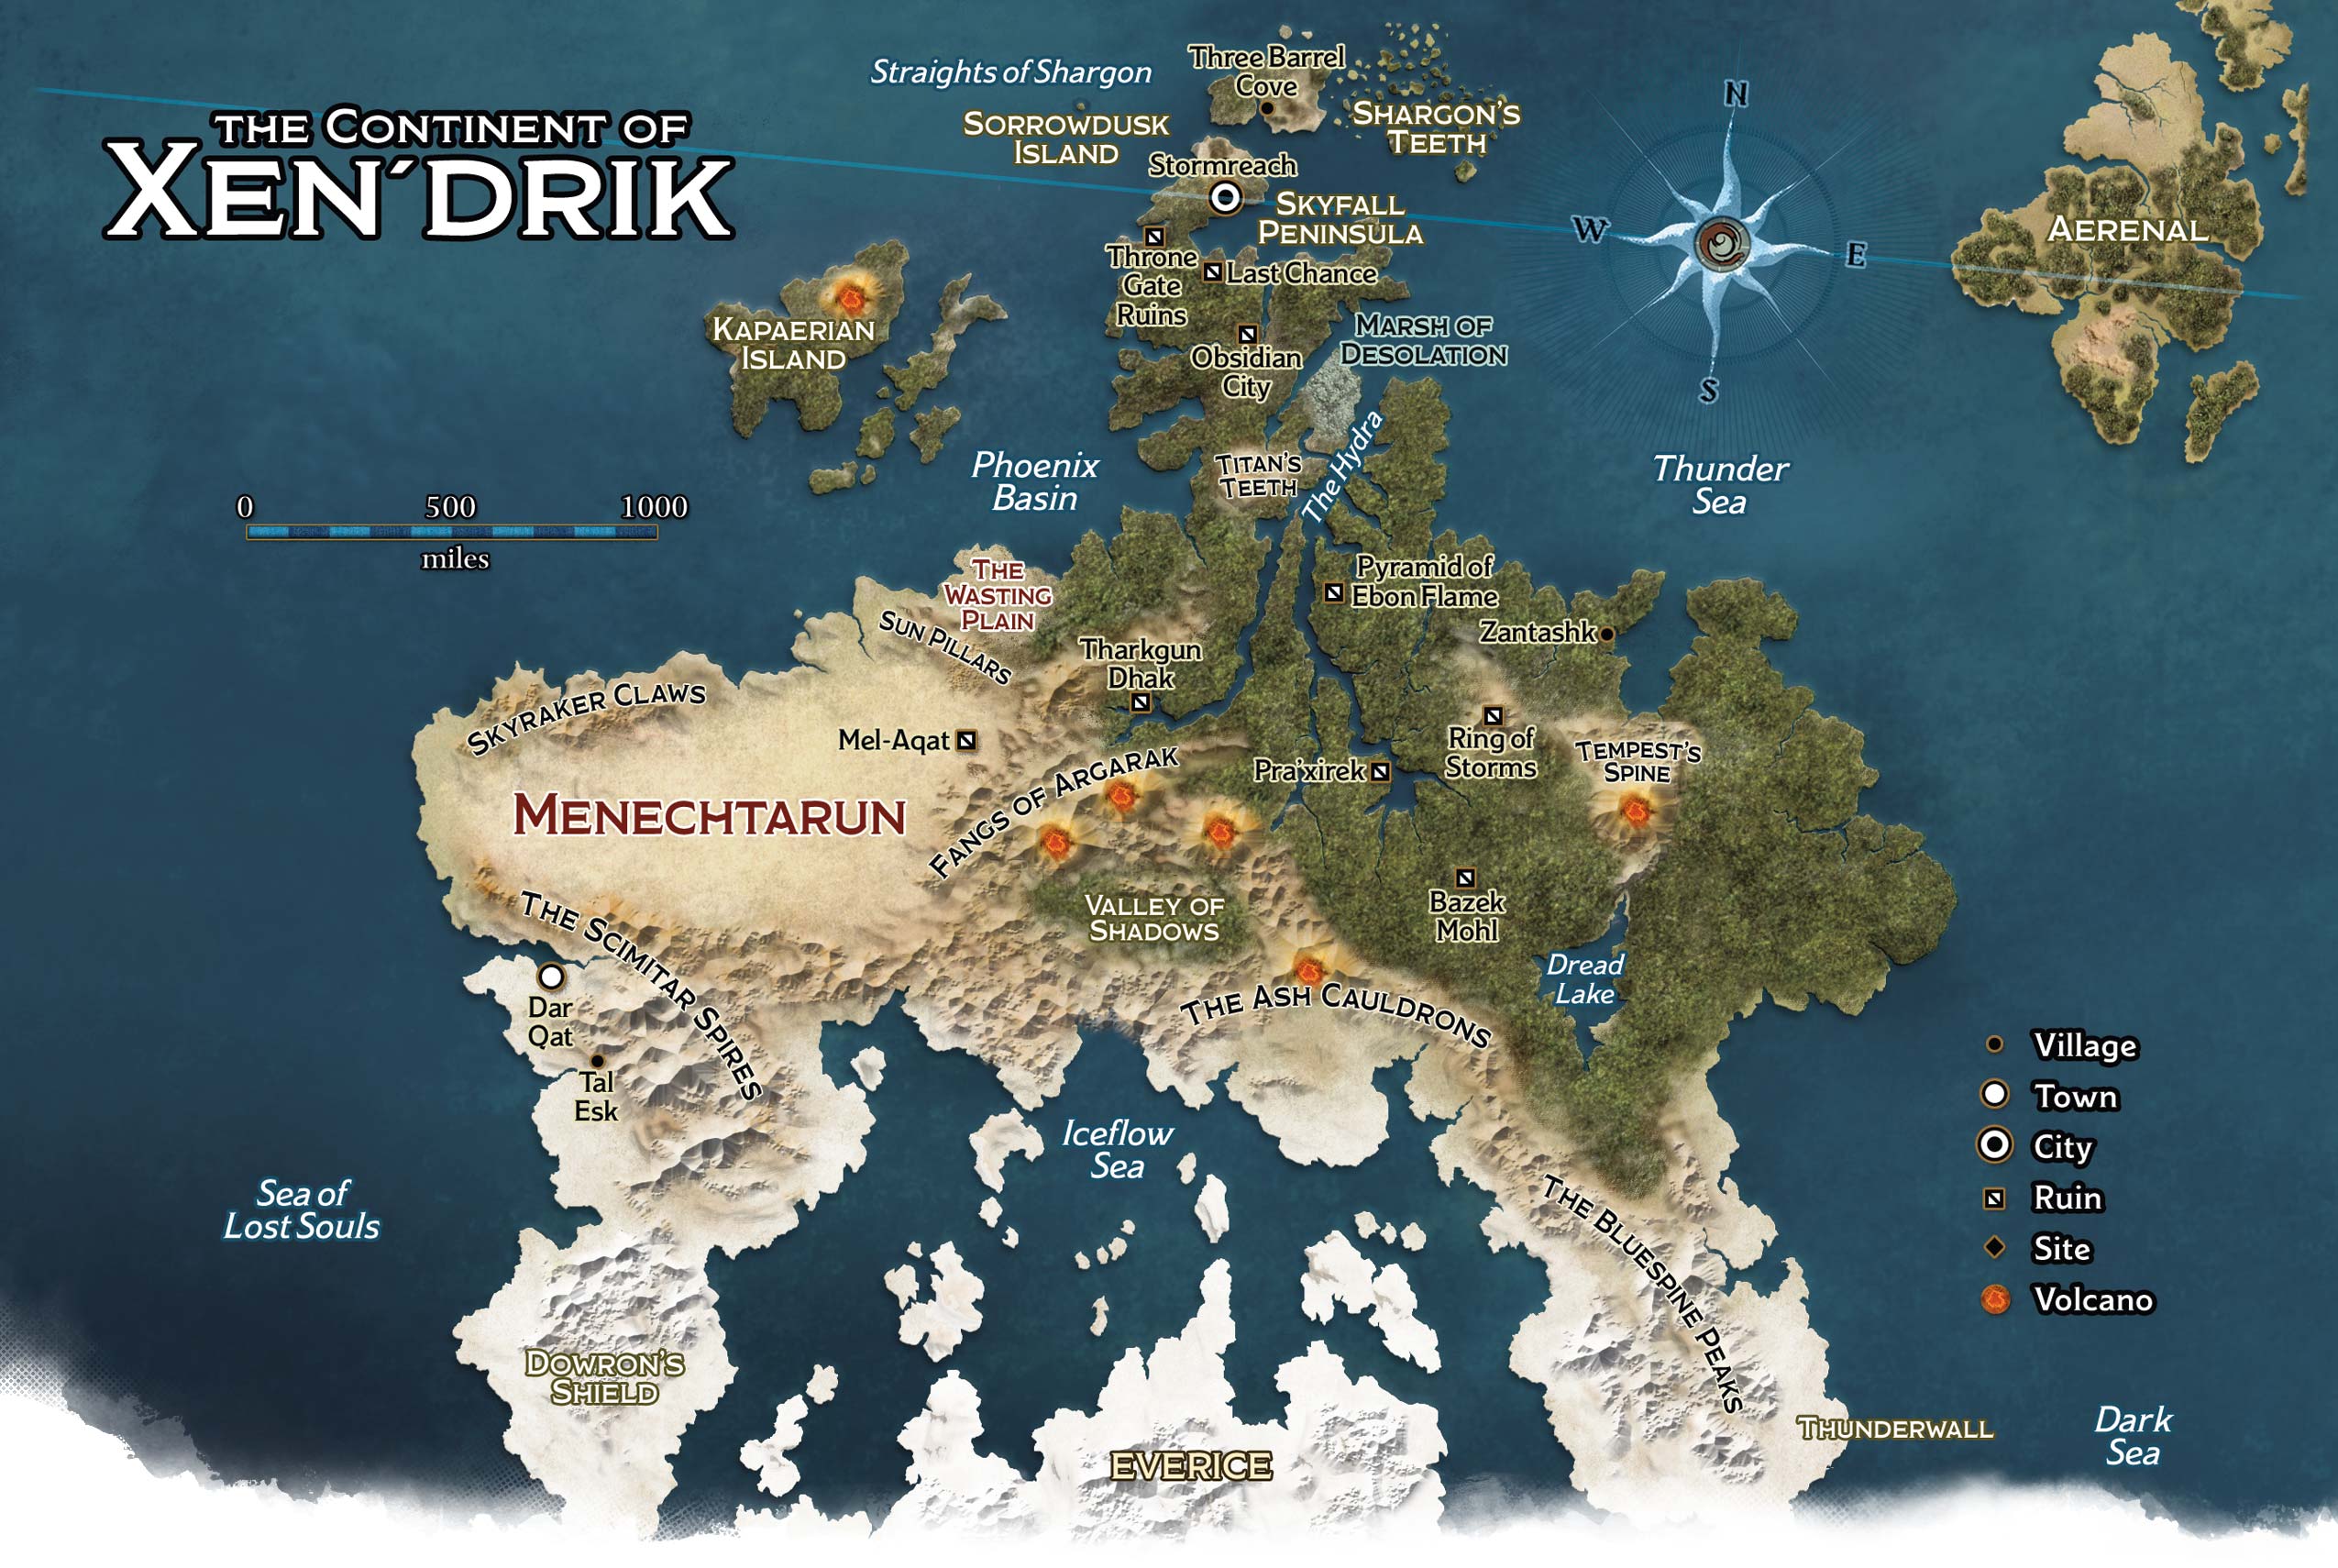 THE CONTINENT OF
XEN´DRIK
Straights of Shargon
Three Barrel
Cove
SORROWDUSK
ISLAND
SHARGON'S
TEETH
Stormreach
SKYFALL
PENINSULA
Throne
Gate
Ruins
Last Chance
Obsidian
City
MARSH OF
DESOLATION
KAPAERIAN
ISLAND
N
W
E
S
AERENAL
Phoenix
Basin
TITAN'S
TEETH
The Hydra
Thunder
Sea
0 500 1000
miles
THE
WASTING
PLAIN
SUN PILLARS
Pyramid of
Ebon Flame
Zantashk
Tharkgun
Dhak
SKYRAKER CLAWS
Mel-Aqat
Ring of
Storms
TEMPEST'S
SPINE
Pra'xirek
FANGS OF ARGARAK
MENECHTARUN
VALLEY OF
SHADOWS
Bazek
Mohl
THE SCIMITAR SPIRES
Dar
Qat
Tal
Esk
Dread
Lake
THE ASH CAULDRONS
Iceflow
Sea
Sea of
Lost Souls
THE BLUESPINE PEAKS
DOWRON'S
SHIELD
EVERICE
THUNDERWALL
Dark
Sea
Village
Town
City
Ruin
Site
Volcano